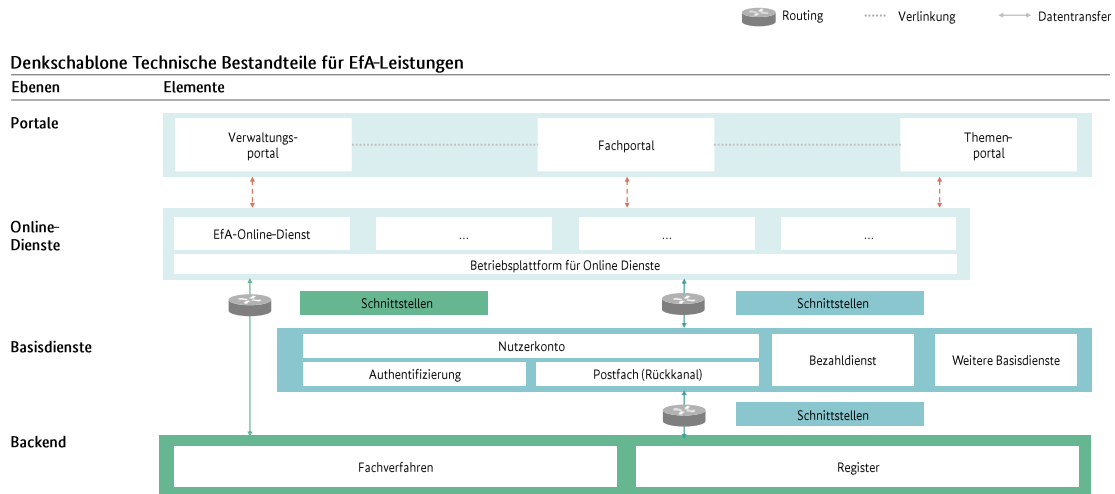 Routing
Verlinkung
Datentransfer
Denkschablone Technische Bestandteile für EfA-Leistungen
Ebenen
Elemente
Portale
Verwaltungs-
portal
Fachportal
Themen-
portal
Online-
Dienste
EfA-Online-Dienst
...
...
...
Betriebsplattform für Online Dienste
Schnittstellen
Schnittstellen
Basisdienste
Nutzerkonto
Authentifizierung
Postfach (Rückkanal)
Bezahldienst
Weitere Basisdienste
Schnittstellen
Backend
Fachverfahren
Register